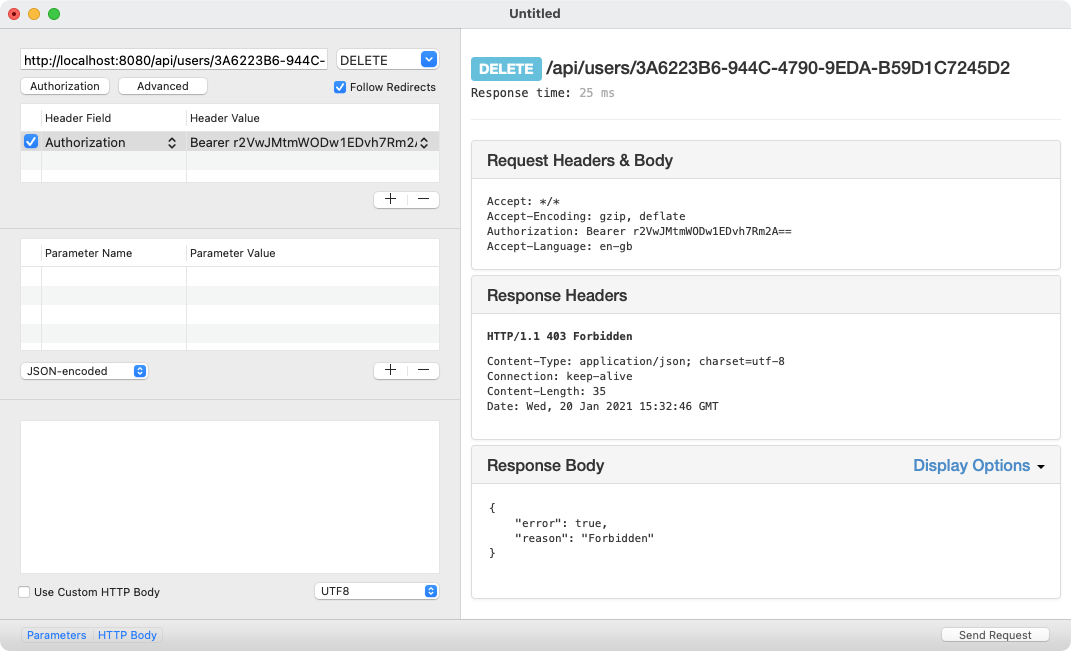 Untitled
http://localhost:8080/api/users/3A6223B6-944C-
DELETE
Authorization
Advanced
Follow Redirects
Header Field
Header Value
Authorization
Bearer r2VwJMtmWODw1EDvh7Rm2/
Parameter Name
Parameter Value
JSON-encoded
Use Custom HTTP Body
UTF8
Parameters
HTTP Body
DELETE /api/users/3A6223B6-944C-4790-9EDA-B59D1C7245D2
Response time: 25 ms
Request Headers & Body
Accept: */*
Accept-Encoding: gzip, deflate
Authorization: Bearer r2VwJMtmWODw1EDvh7Rm2A==
Accept-Language: en-gb
Response Headers
HTTP/1.1 403 Forbidden
Content-Type: application/json; charset=utf-8
Connection: keep-alive
Content-Length: 35
Date: Wed, 20 Jan 2021 15:32:46 GMT
Response Body
Display Options
{
"error": true,
"reason": "Forbidden"
}
Send Request